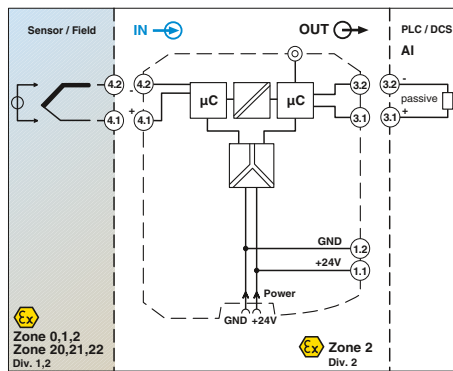 Sensor / Field
IN
OUT
PLC / DCS
AI
4.2
4.2
-
µC
µC
3.2
3.2
-
passive
4.1
4.1
+
3.1
3.1
+
GND
1.2
+24V
1.1
Power
GND +24V
Ex
Zone 0,1,2
Zone 20,21,22
Div. 1,2
Ex
Zone 2
Div. 2